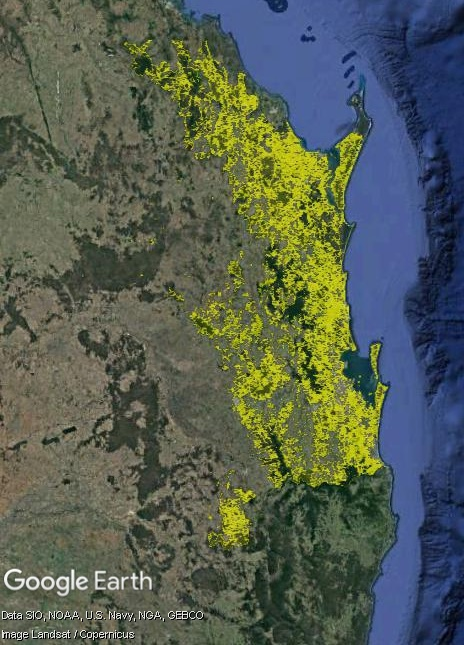 Google Earth
Data SIO, NOAA, U.S. Navy, NGA, GEBCO
Image Landsat / Copernicus